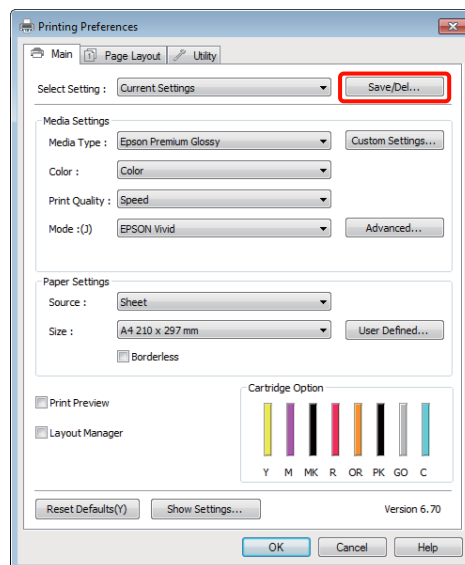 Printing Preferences
Main Page Layout Utility
Select Setting : Current Settings Save/Del...
Media Settings
Media Type : Epson Premium Glossy Custom Settings...
Color : Color
Print Quality : Speed
Mode :(J) EPSON Vivid Advanced...
Paper Settings
Source : Sheet
Size : A4 210 x 297 mm User Defined...
Borderless
Cartridge Option
Print Preview
Layout Manager
Y M MK R OR PK GO C
Reset Defaults(Y) Show Settings... Version 6.70
OK Cancel Help